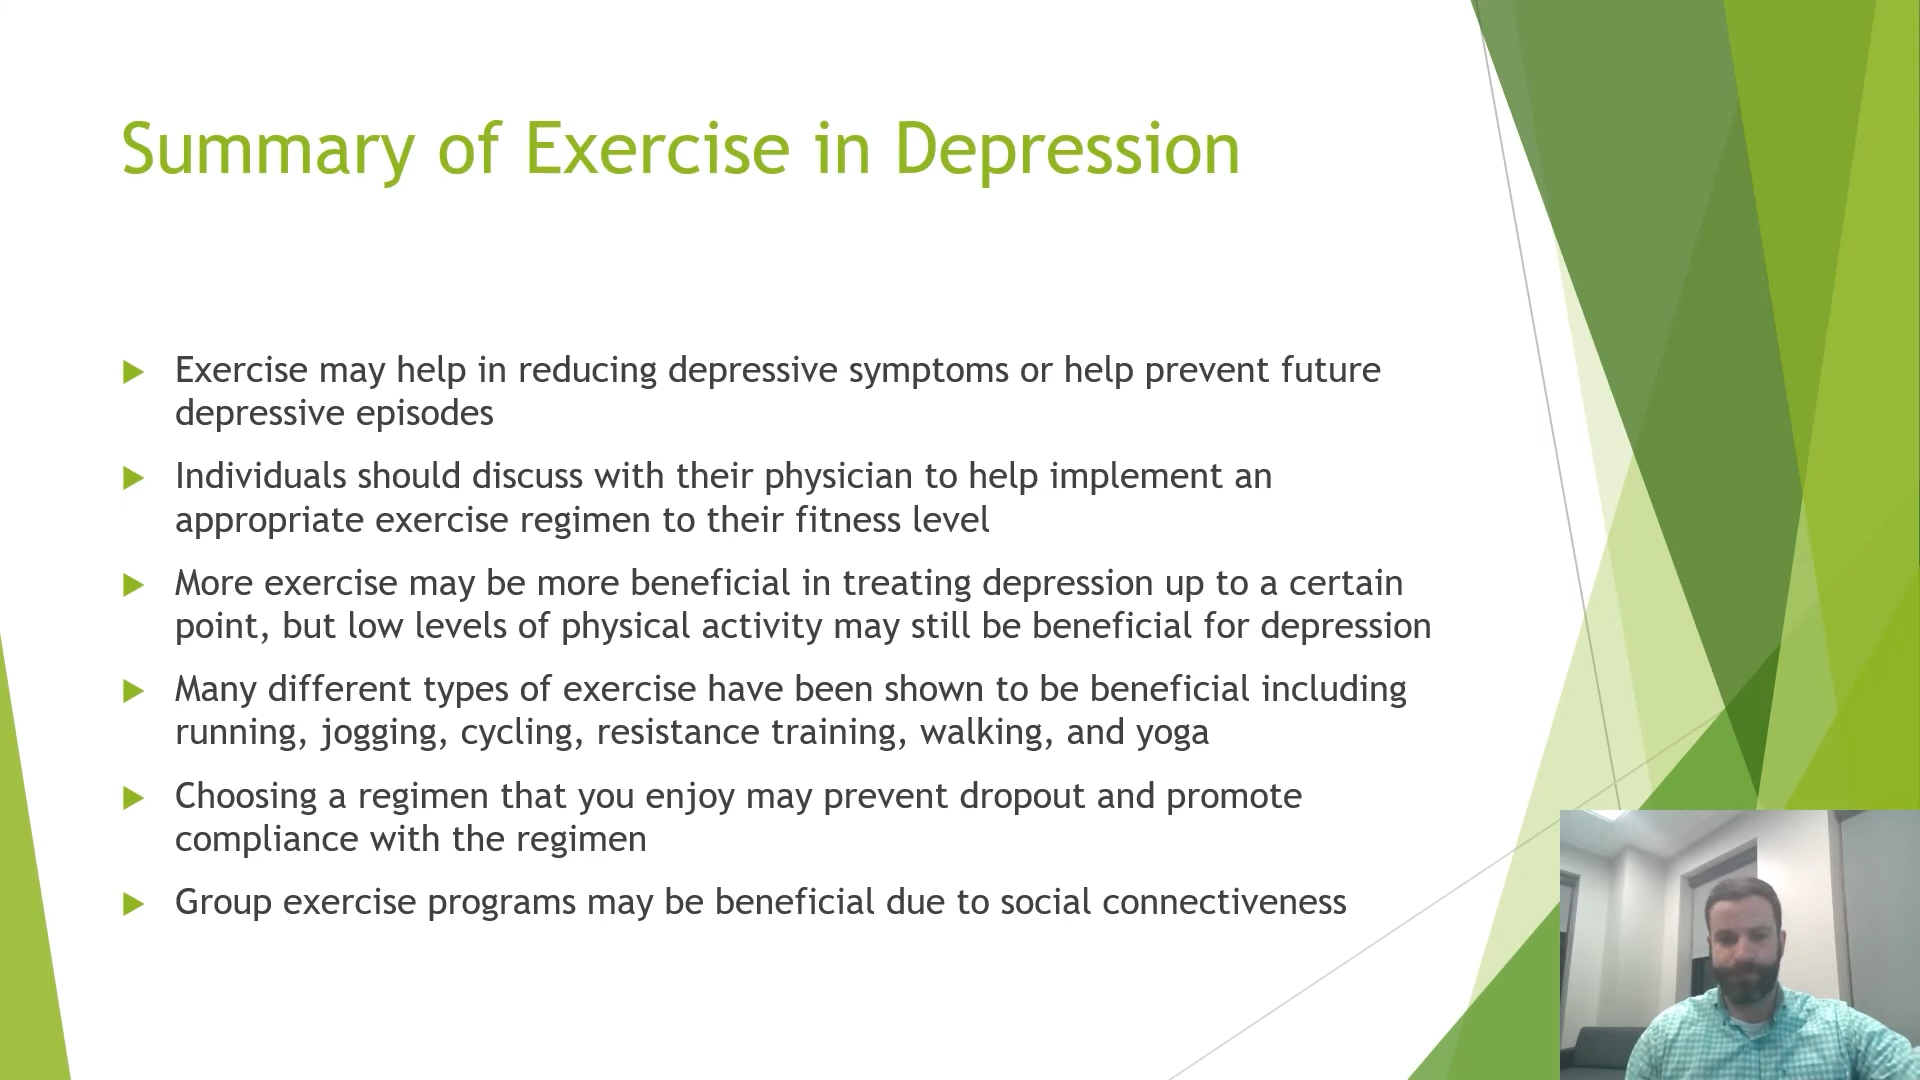 Summary of Exercise in Depression
Exercise may help in reducing depressive symptoms or help prevent future
depressive episodes
Individuals should discuss with their physician to help implement an
appropriate exercise regimen to their fitness level
More exercise may be more beneficial in treating depression up to a certain
point, but low levels of physical activity may still be beneficial for depression
Many different types of exercise have been shown to be beneficial including
running, jogging, cycling, resistance training, walking, and yoga
Choosing a regimen that you enjoy may prevent dropout and promote
compliance with the regimen
Group exercise programs may be beneficial due to social connectiveness